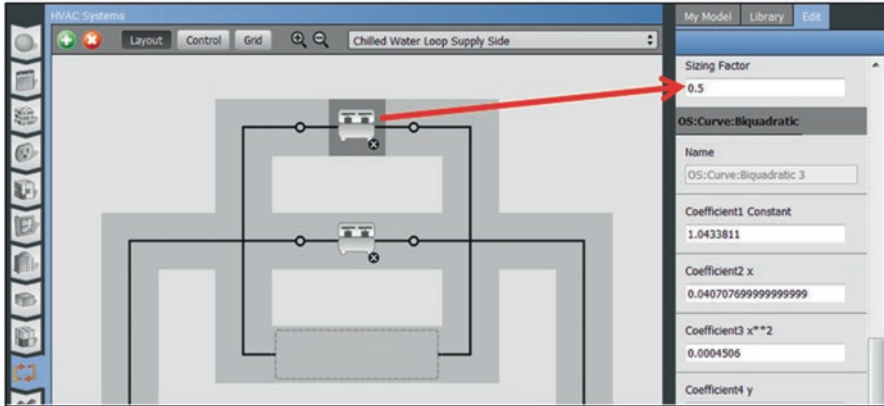 HVAC Systems
Layout Control Grid Chilled Water Loop Supply Side
My Model Library Edit
Sizing Factor
0.5
OS:Curve:Biquadratic
Name
OS:Curve:Biquadratic 3
Coefficient1 Constant
1.0433811
Coefficient2 x
0.040707699999999999
Coefficient3 x**2
0.0004506
Coefficient4 y